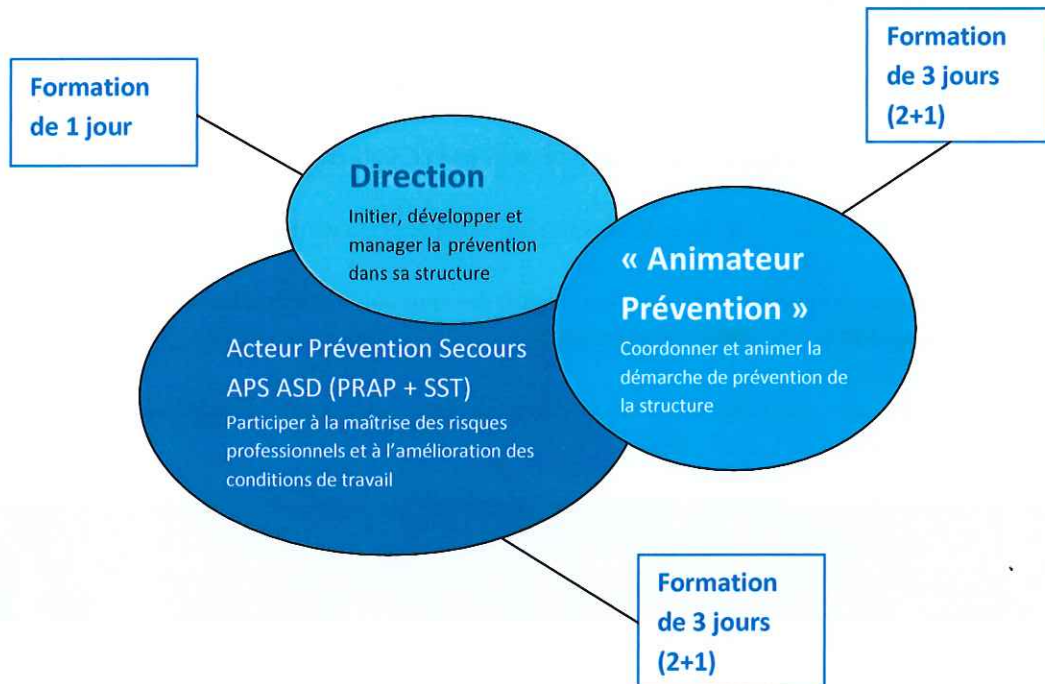 Formation
de 1 jour
Formation
de 3 jours
(2+1)
Direction
Initier, développer et
manager la prévention
dans sa structure
« Animateur
Prévention »
Coordonner et animer la
démarche de prévention de
la structure
Acteur Prévention Secours
APS ASD (PRAP + SST)
Participer à la maîtrise des risques
professionnels et à l'amélioration des
conditions de travail
Formation
de 3 jours
(2+1)